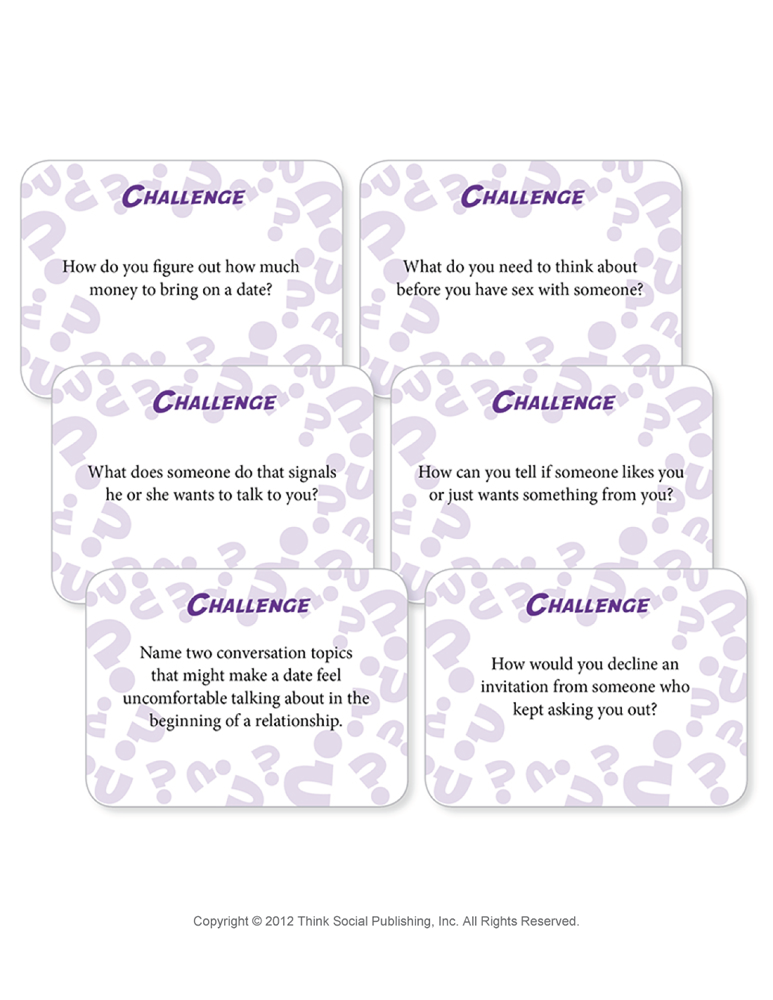 CHALLENGE
How do you figure out how much
money to bring on a date?
CHALLENGE
What do you need to think about
before you have sex with someone?
CHALLENGE
What does someone do that signals
he or she wants to talk to you?
CHALLENGE
How can you tell if someone likes you
or just wants something from you?
CHALLENGE
Name two conversation topics
that might make a date feel
uncomfortable talking about in the
beginning of a relationship.
CHALLENGE
How would you decline an
invitation from someone who
kept asking you out?
Copyright © 2012 Think Social Publishing, Inc. All Rights Reserved.